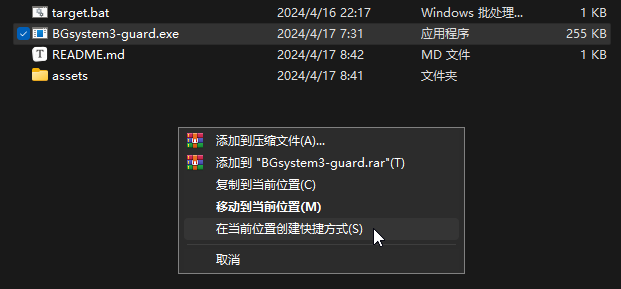 target.bat 2024/4/16 22:17 Windows 批处理... 1 KB
BGsystem3-guard.exe 2024/4/17 7:31 应用程序 255 KB
README.md 2024/4/17 8:42 MD 文件 1 KB
assets 2024/4/17 8:41 文件夹
添加到压缩文件(A)...
添加到 "BGsystem3-guard.rar"(T)
复制到当前位置(C)
移动到当前位置(M)
在当前位置创建快捷方式(S)
取消